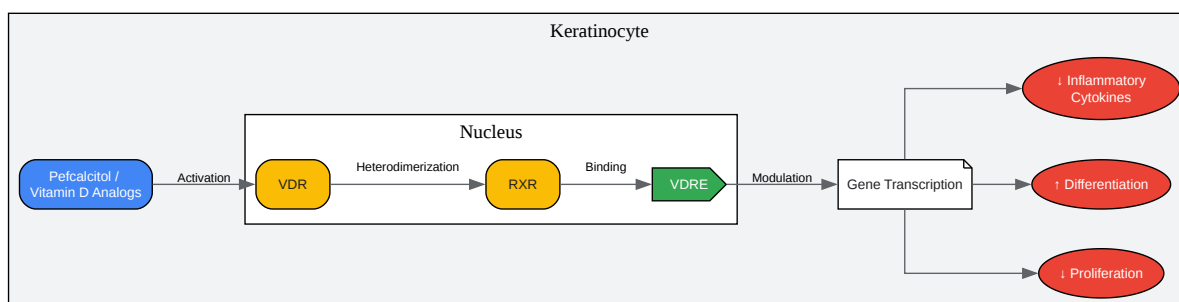 Keratinocyte
Nucleus
Pefcalcitol /
Vitamin D Analogs
Activation
VDR
Heterodimerization
RXR
Binding
VDRE
Modulation
Gene Transcription
↓ Inflammatory
Cytokines
↑ Differentiation
↓ Proliferation